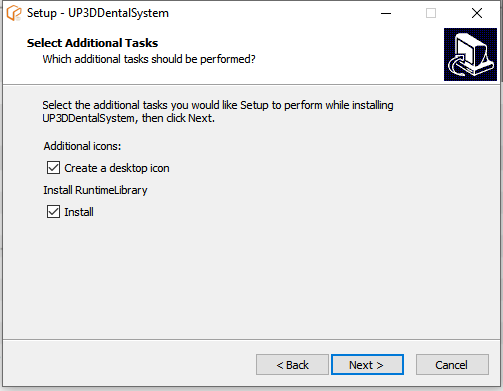 Setup - UP3DDentalSystem
Select Additional Tasks
Which additional tasks should be performed?
Select the additional tasks you would like Setup to perform while installing
UP3DDentalSystem, then click Next.
Additional icons:
Create a desktop icon
Install RuntimeLibrary
Install
< Back
Next >
Cancel